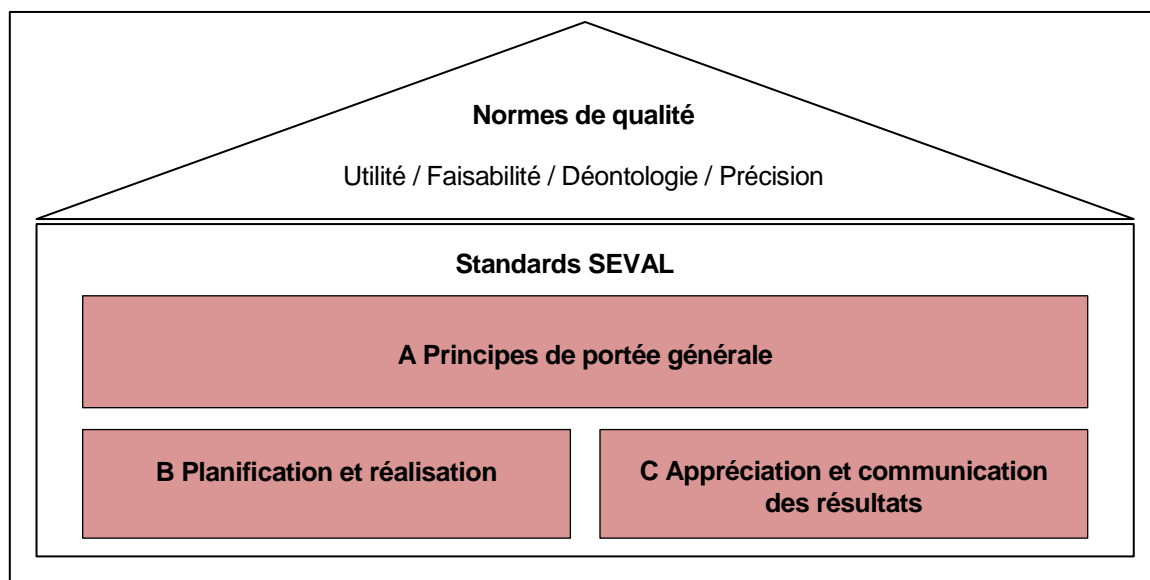 Normes de qualité
Utilité / Faisabilité / Déontologie / Précision
Standards SEVAL
A Principes de portée générale
B Planification et réalisation
C Appréciation et communication
des résultats